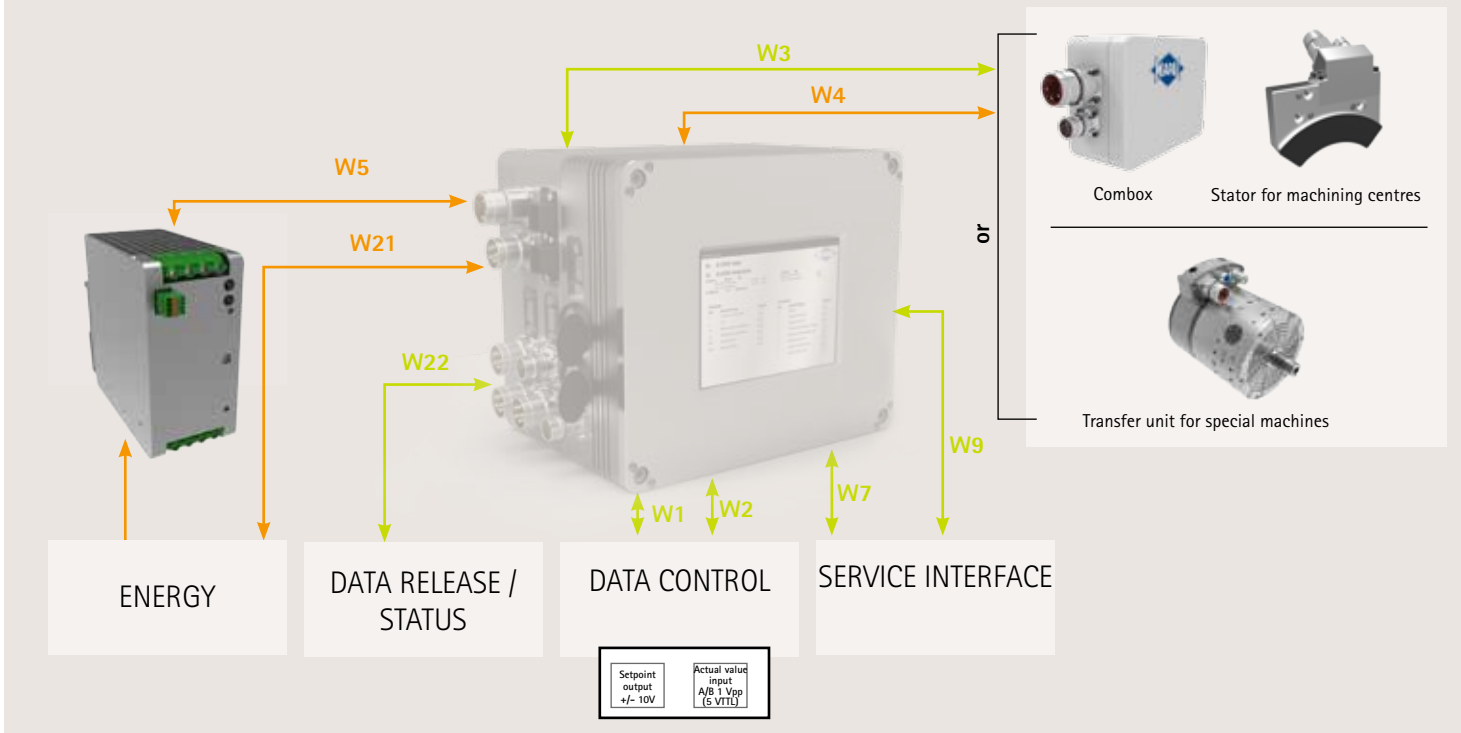 W3
W4
W5
W21
W22
W9
W7
W1
W2
or
Combox
Stator for machining centres
Transfer unit for special machines
ENERGY
DATA RELEASE /
STATUS
DATA CONTROL
SERVICE INTERFACE
Setpoint
output
+/- 10V
Actual value
input
A/B 1 Vpp
(5 VTTL)